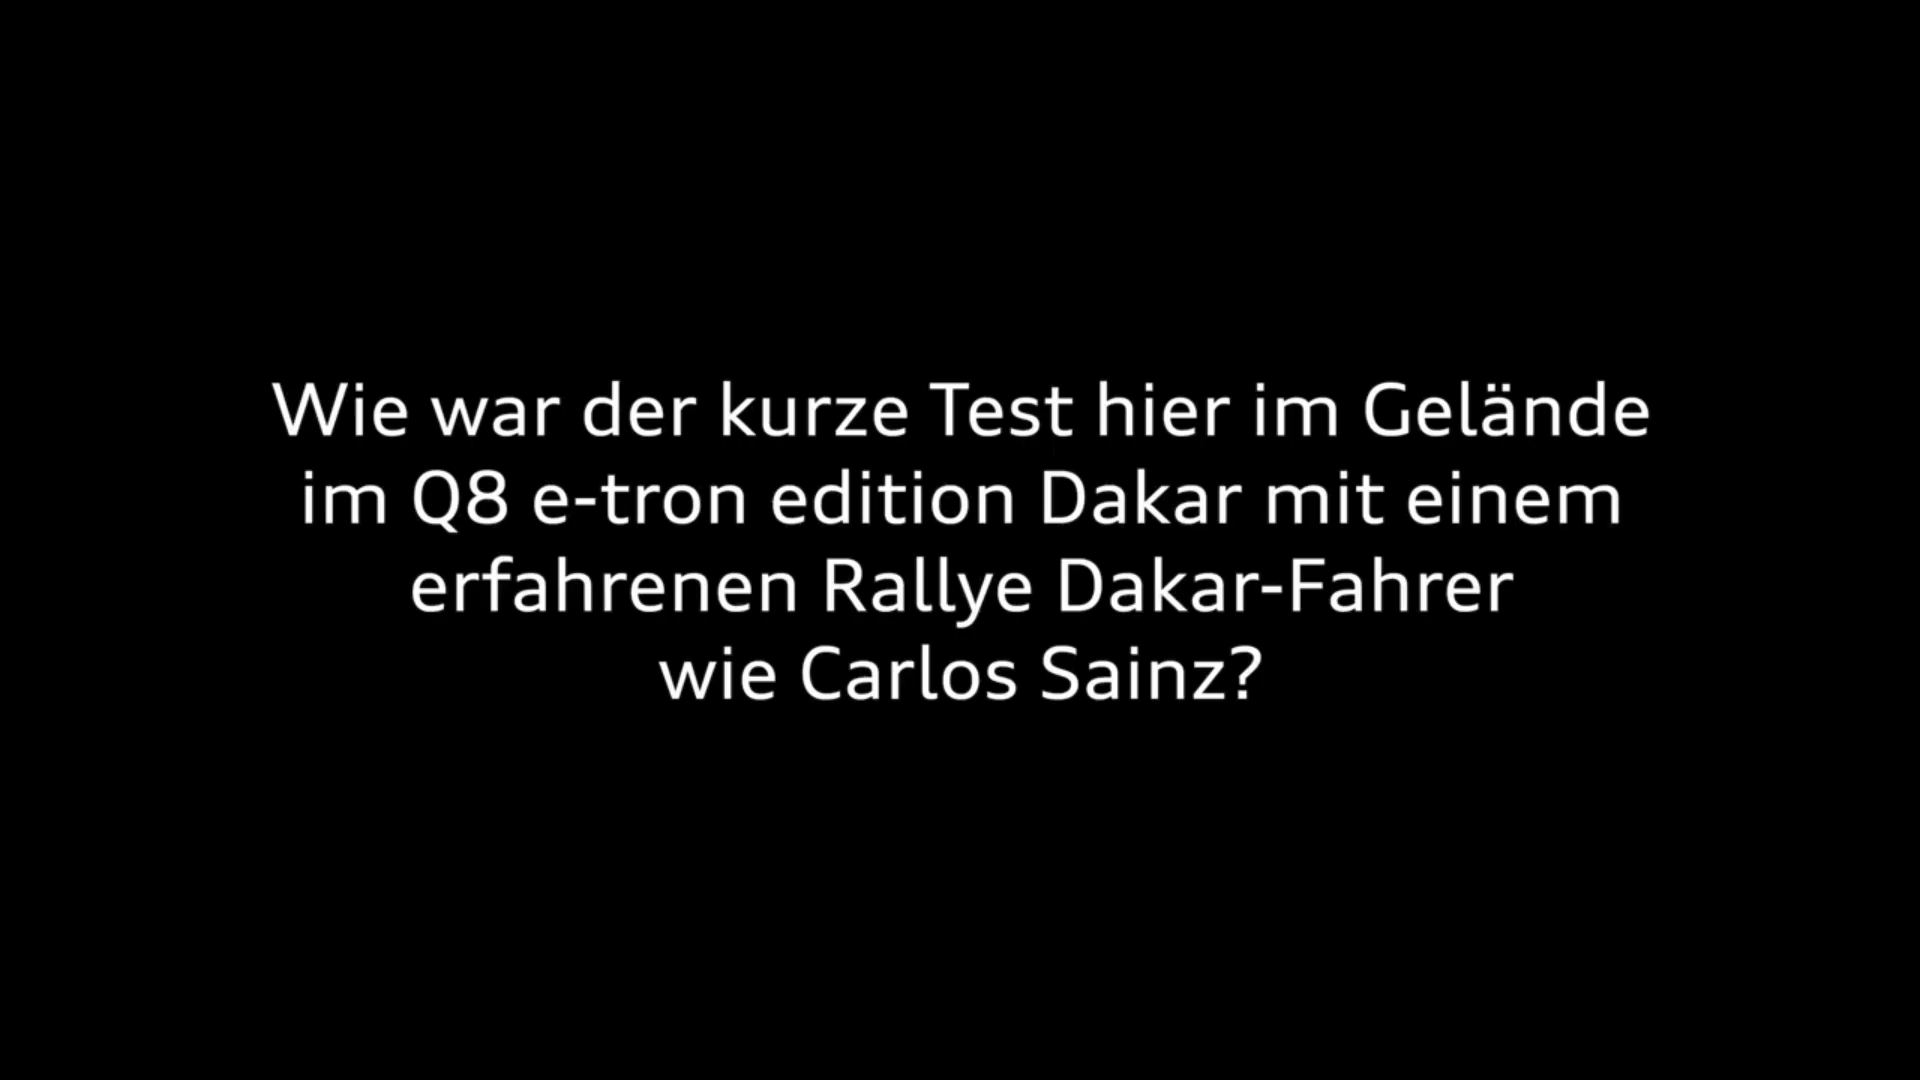 Wie war der kurze Test hier im Gelände
im Q8 e-tron edition Dakar mit einem
erfahrenen Rallye Dakar-Fahrer
wie Carlos Sainz?